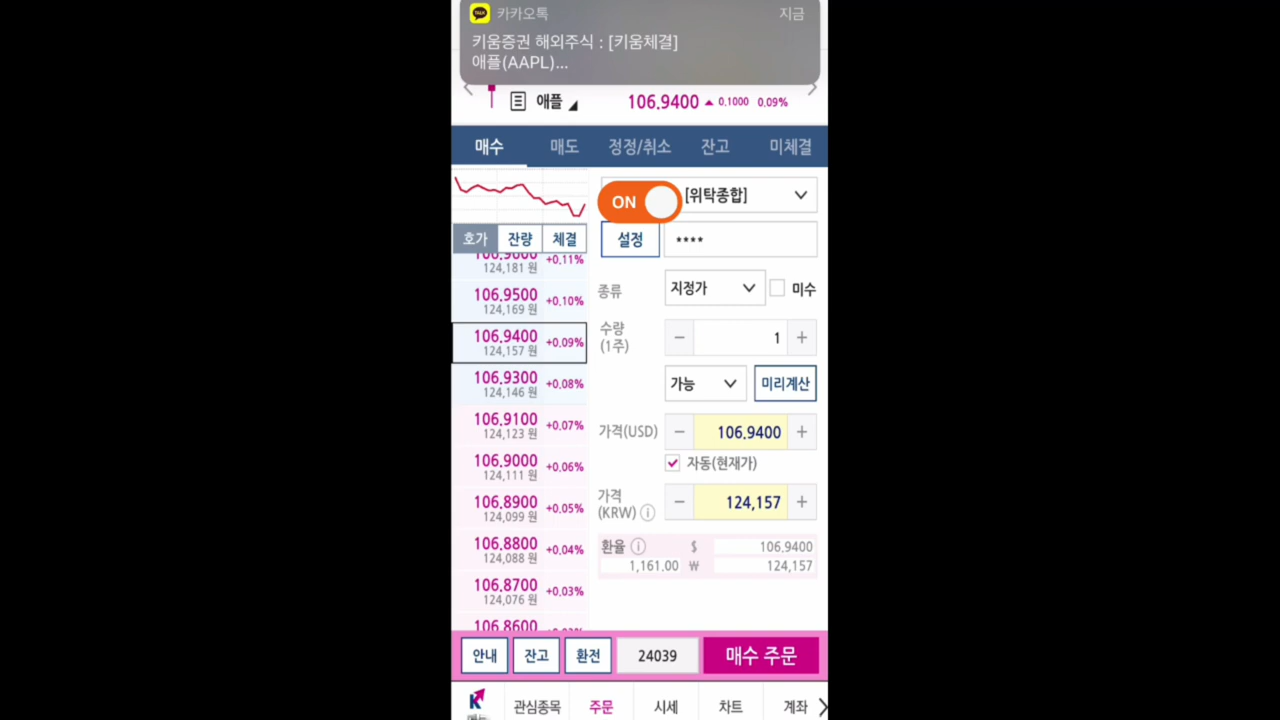 카카오톡 지금
키움증권 해외주식 : [키움체결]
애플(AAPL)...
애플 106.9400 ▲ 0.1000 0.09%
매수 매도 정정/취소 잔고 미체결
ON [위탁종합]
설정 ****
호가 잔량 체결
106.9600 +0.11%
124,181 원
106.9500 +0.10%
124,169 원
106.9400 +0.09%
124,157 원
106.9300 +0.08%
124,146 원
106.9100 +0.07%
124,123 원
106.9000 +0.06%
124,111 원
106.8900 +0.05%
124,099 원
106.8800 +0.04%
124,088 원
106.8700 +0.03%
124,076 원
106.8600
종류 지정가 미수
수량
(1주) − 1 +
가능 미리계산
가격(USD) − 106.9400 +
자동(현재가)
가격
(KRW) ⓘ − 124,157 +
환율 ⓘ $ 106.9400
1,161.00 ₩ 124,157
안내 잔고 환전 24039 매수 주문
관심종목 주문 시세 차트 계좌